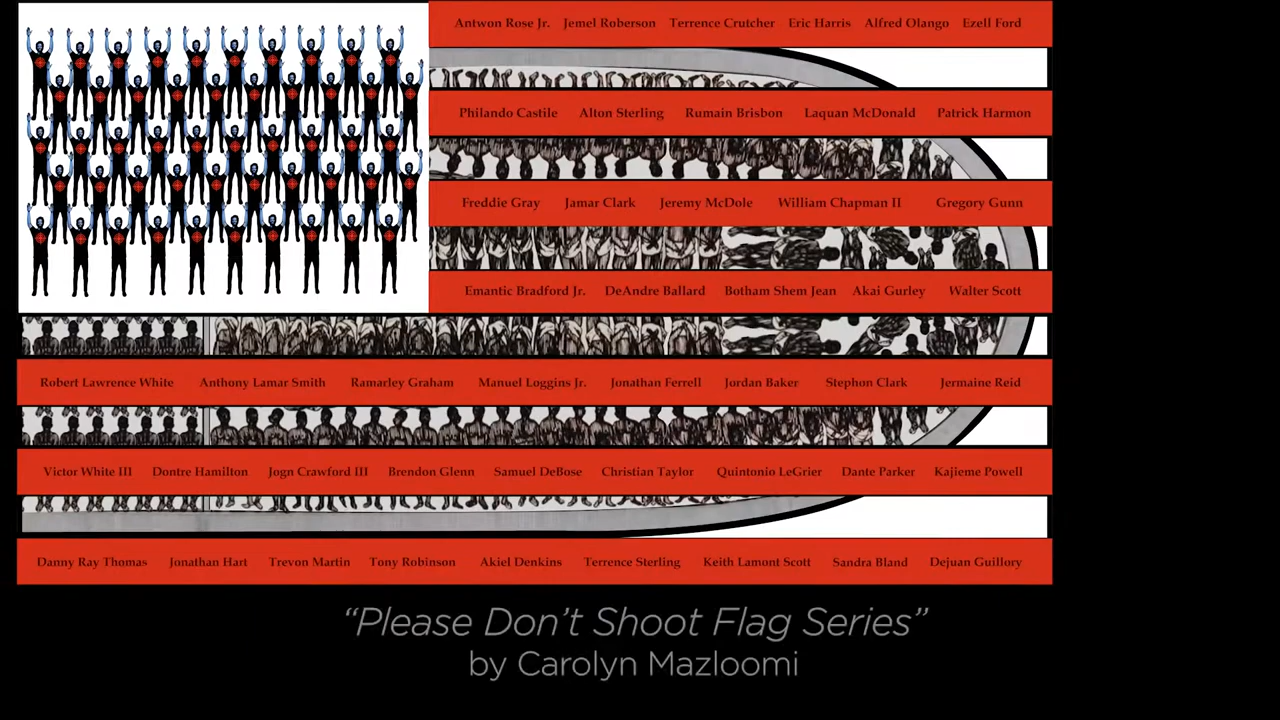 Antwon Rose Jr. Jemel Roberson Terrence Crutcher Eric Harris Alfred Olango Ezell Ford
Philando Castile Alton Sterling Rumain Brisbon Laquan McDonald Patrick Harmon
Freddie Gray Jamar Clark Jeremy McDole William Chapman II Gregory Gunn
Emantic Bradford Jr. DeAndre Ballard Botham Shem Jean Akai Gurley Walter Scott
Robert Lawrence White Anthony Lamar Smith Ramarley Graham Manuel Loggins Jr. Jonathan Ferrell Jordan Baker Stephon Clark Jermaine Reid
Victor White III Dontre Hamilton Jogn Crawford III Brendon Glenn Samuel DeBose Christian Taylor Quintonio LeGrier Dante Parker Kajieme Powell
Danny Ray Thomas Jonathan Hart Trevon Martin Tony Robinson Akiel Denkins Terrence Sterling Keith Lamont Scott Sandra Bland Dejuan Guillory
“Please Don’t Shoot Flag Series”
by Carolyn Mazloomi